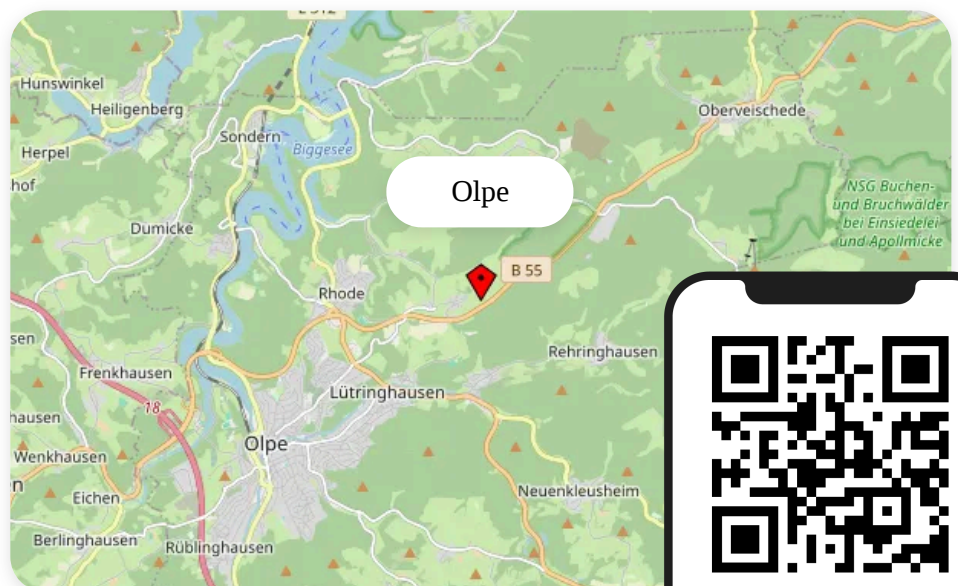 L 512
Hunswinkel
Heiligenberg
Oberveischede
Sondern
Biggesee
Herpel
hof
Olpe
NSG Buchen-
und Bruchwälder
bei Einsiedelei
und Apollmicke
Dumicke
B 55
Rhode
sen
Rehringhausen
Frenkhausen
Lütringhausen
18
hausen
Olpe
Wenkhausen
n
Neuenkleusheim
Eichen
Berlinghausen
Rüblinghausen